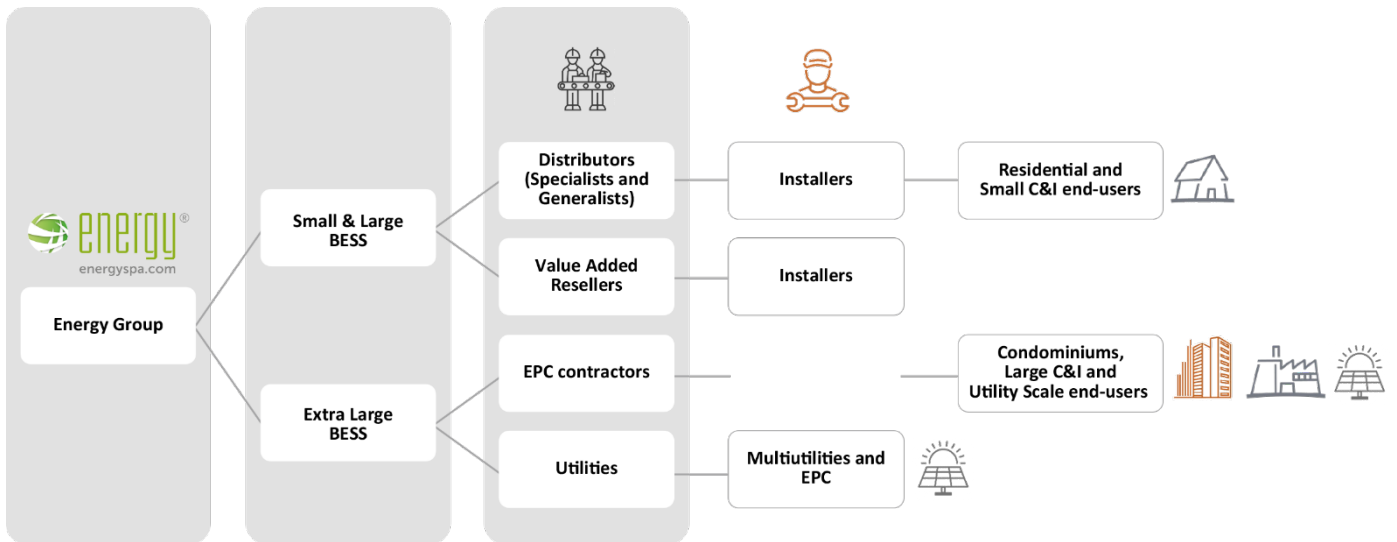 energy®
energyspa.com
Energy Group
Small & Large
BESS
Extra Large
BESS
Distributors
(Specialists and
Generalists)
Value Added
Resellers
EPC contractors
Utilities
Installers
Installers
Multiutilities and
EPC
Residential and
Small C&I end-users
Condominiums,
Large C&I and
Utility Scale end-users